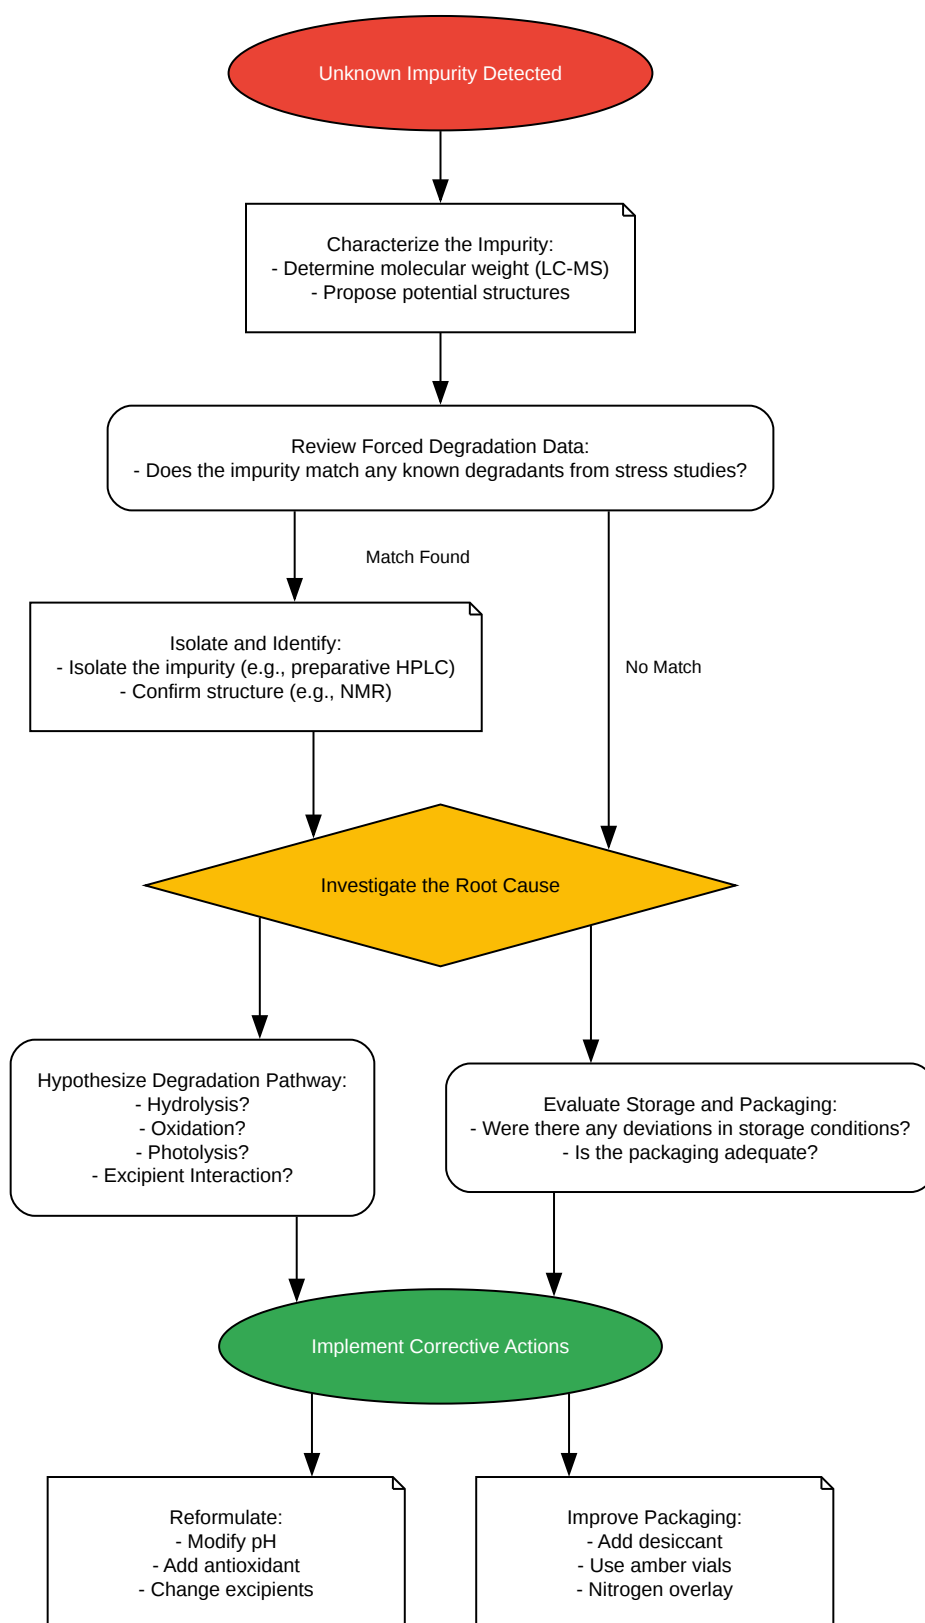 Unknown Impurity Detected
Characterize the Impurity:
- Determine molecular weight (LC-MS)
- Propose potential structures
Review Forced Degradation Data:
- Does the impurity match any known degradants from stress studies?
Match Found
Isolate and Identify:
- Isolate the impurity (e.g., preparative HPLC)
- Confirm structure (e.g., NMR)
No Match
Investigate the Root Cause
Hypothesize Degradation Pathway:
- Hydrolysis?
- Oxidation?
- Photolysis?
- Excipient Interaction?
Evaluate Storage and Packaging:
- Were there any deviations in storage conditions?
- Is the packaging adequate?
Implement Corrective Actions
Reformulate:
- Modify pH
- Add antioxidant
- Change excipients
Improve Packaging:
- Add desiccant
- Use amber vials
- Nitrogen overlay